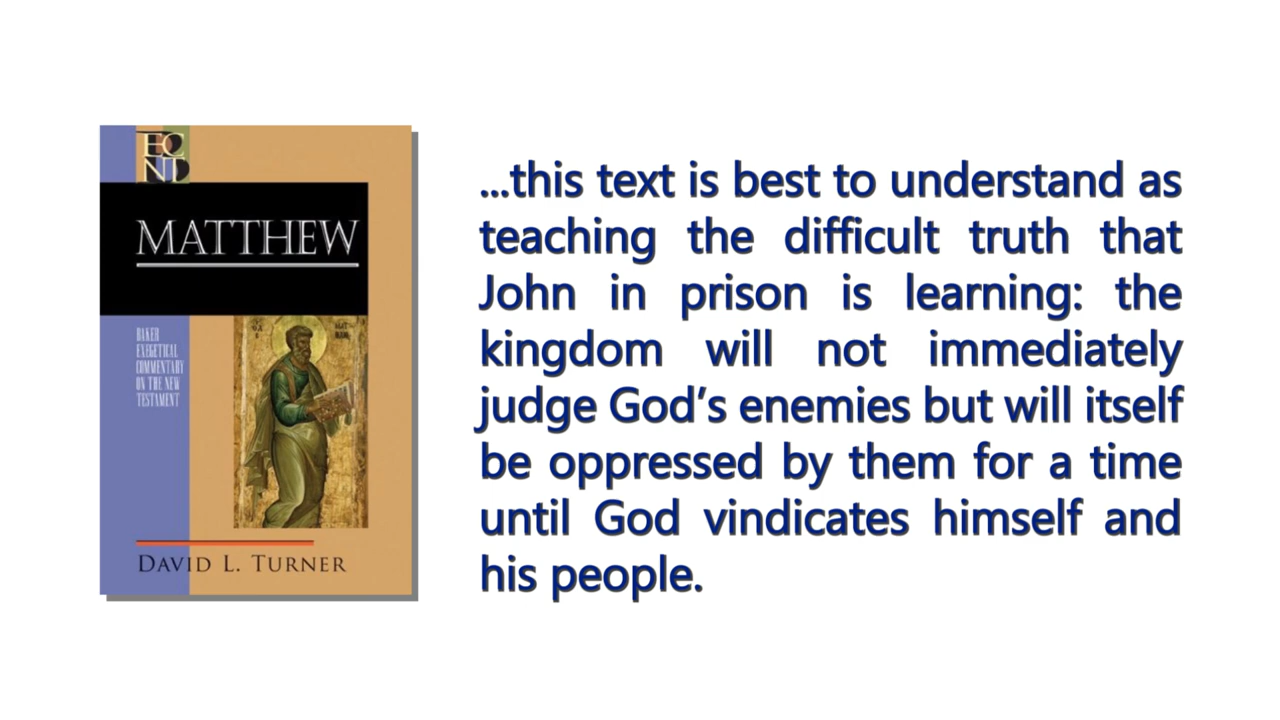 BECNT
MATTHEW
BAKER
EXEGETICAL
COMMENTARY
ON THE NEW
TESTAMENT
DAVID L. TURNER
...this text is best to understand as
teaching the difficult truth that
John in prison is learning: the
kingdom will not immediately
judge God’s enemies but will itself
be oppressed by them for a time
until God vindicates himself and
his people.